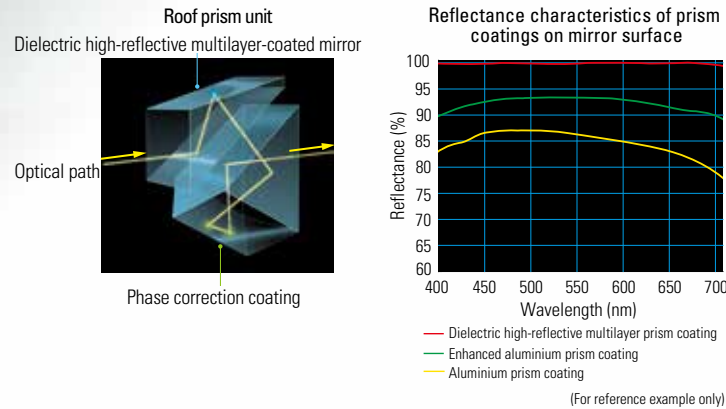 Roof prism unit
Dielectric high-reflective multilayer-coated mirror
Optical path
Phase correction coating
Reflectance characteristics of prism
coatings on mirror surface
Reflectance (%)
100
95
90
85
80
75
70
65
60
400 450 500 550 600 650 700
Wavelength (nm)
Dielectric high-reflective multilayer prism coating
Enhanced aluminium prism coating
Aluminium prism coating
(For reference example only)